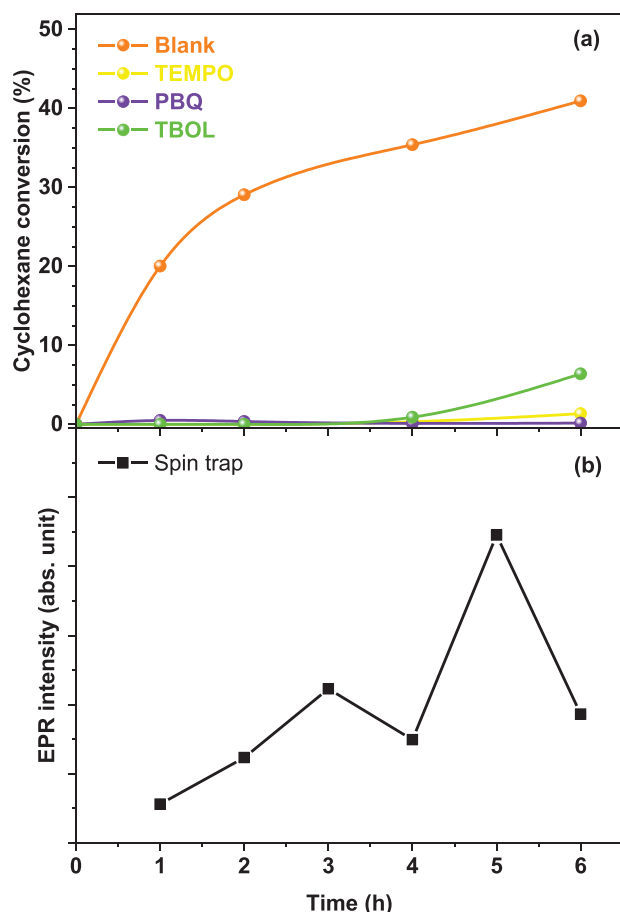 (a)
Blank
TEMPO
PBQ
TBOL
Cyclohexane conversion (%)
50
40
30
20
10
0
(b)
Spin trap
EPR intensity (abs. unit)
0 1 2 3 4 5 6
Time (h)